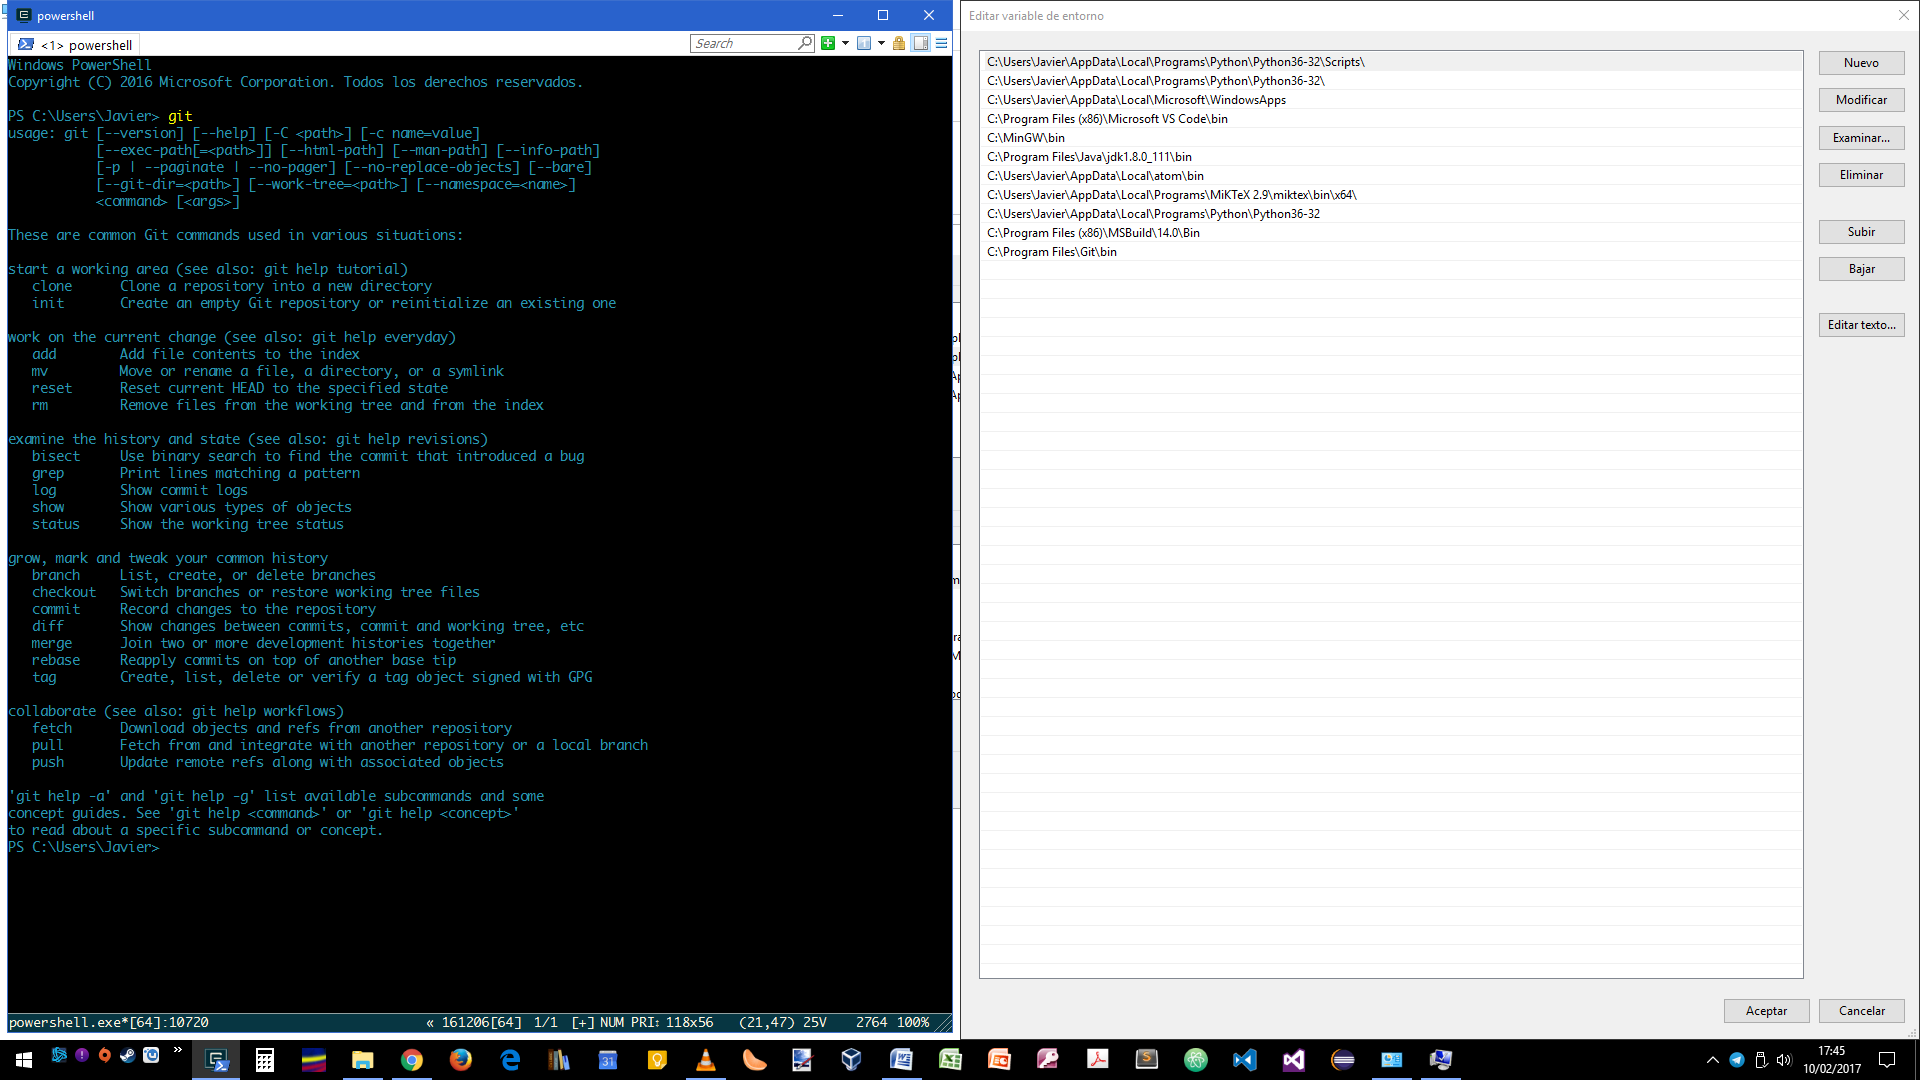 powershell
<1> powershell
Search
Windows PowerShell
Copyright (C) 2016 Microsoft Corporation. Todos los derechos reservados.
PS C:\Users\Javier> git
usage: git [--version] [--help] [-C <path>] [-c name=value]
[--exec-path[=<path>]] [--html-path] [--man-path] [--info-path]
[-p | --paginate | --no-pager] [--no-replace-objects] [--bare]
[--git-dir=<path>] [--work-tree=<path>] [--namespace=<name>]
<command> [<args>]
These are common Git commands used in various situations:
start a working area (see also: git help tutorial)
clone Clone a repository into a new directory
init Create an empty Git repository or reinitialize an existing one
work on the current change (see also: git help everyday)
add Add file contents to the index
mv Move or rename a file, a directory, or a symlink
reset Reset current HEAD to the specified state
rm Remove files from the working tree and from the index
examine the history and state (see also: git help revisions)
bisect Use binary search to find the commit that introduced a bug
grep Print lines matching a pattern
log Show commit logs
show Show various types of objects
status Show the working tree status
grow, mark and tweak your common history
branch List, create, or delete branches
checkout Switch branches or restore working tree files
commit Record changes to the repository
diff Show changes between commits, commit and working tree, etc
merge Join two or more development histories together
rebase Reapply commits on top of another base tip
tag Create, list, delete or verify a tag object signed with GPG
collaborate (see also: git help workflows)
fetch Download objects and refs from another repository
pull Fetch from and integrate with another repository or a local branch
push Update remote refs along with associated objects
'git help -a' and 'git help -g' list available subcommands and some
concept guides. See 'git help <command>' or 'git help <concept>'
to read about a specific subcommand or concept.
PS C:\Users\Javier>
powershell.exe*[64]:10720 « 161206[64] 1/1 [+] NUM PRI: 118x56 (21,47) 25V 2764 100%
Editar variable de entorno
C:\Users\Javier\AppData\Local\Programs\Python\Python36-32\Scripts\
C:\Users\Javier\AppData\Local\Programs\Python\Python36-32\
C:\Users\Javier\AppData\Local\Microsoft\WindowsApps
C:\Program Files (x86)\Microsoft VS Code\bin
C:\MinGW\bin
C:\Program Files\Java\jdk1.8.0_111\bin
C:\Users\Javier\AppData\Local\atom\bin
C:\Users\Javier\AppData\Local\Programs\MiKTeX 2.9\miktex\bin\x64\
C:\Users\Javier\AppData\Local\Programs\Python\Python36-32
C:\Program Files (x86)\MSBuild\14.0\Bin
C:\Program Files\Git\bin
Nuevo
Modificar
Examinar...
Eliminar
Subir
Bajar
Editar texto...
Aceptar
Cancelar
17:45
10/02/2017